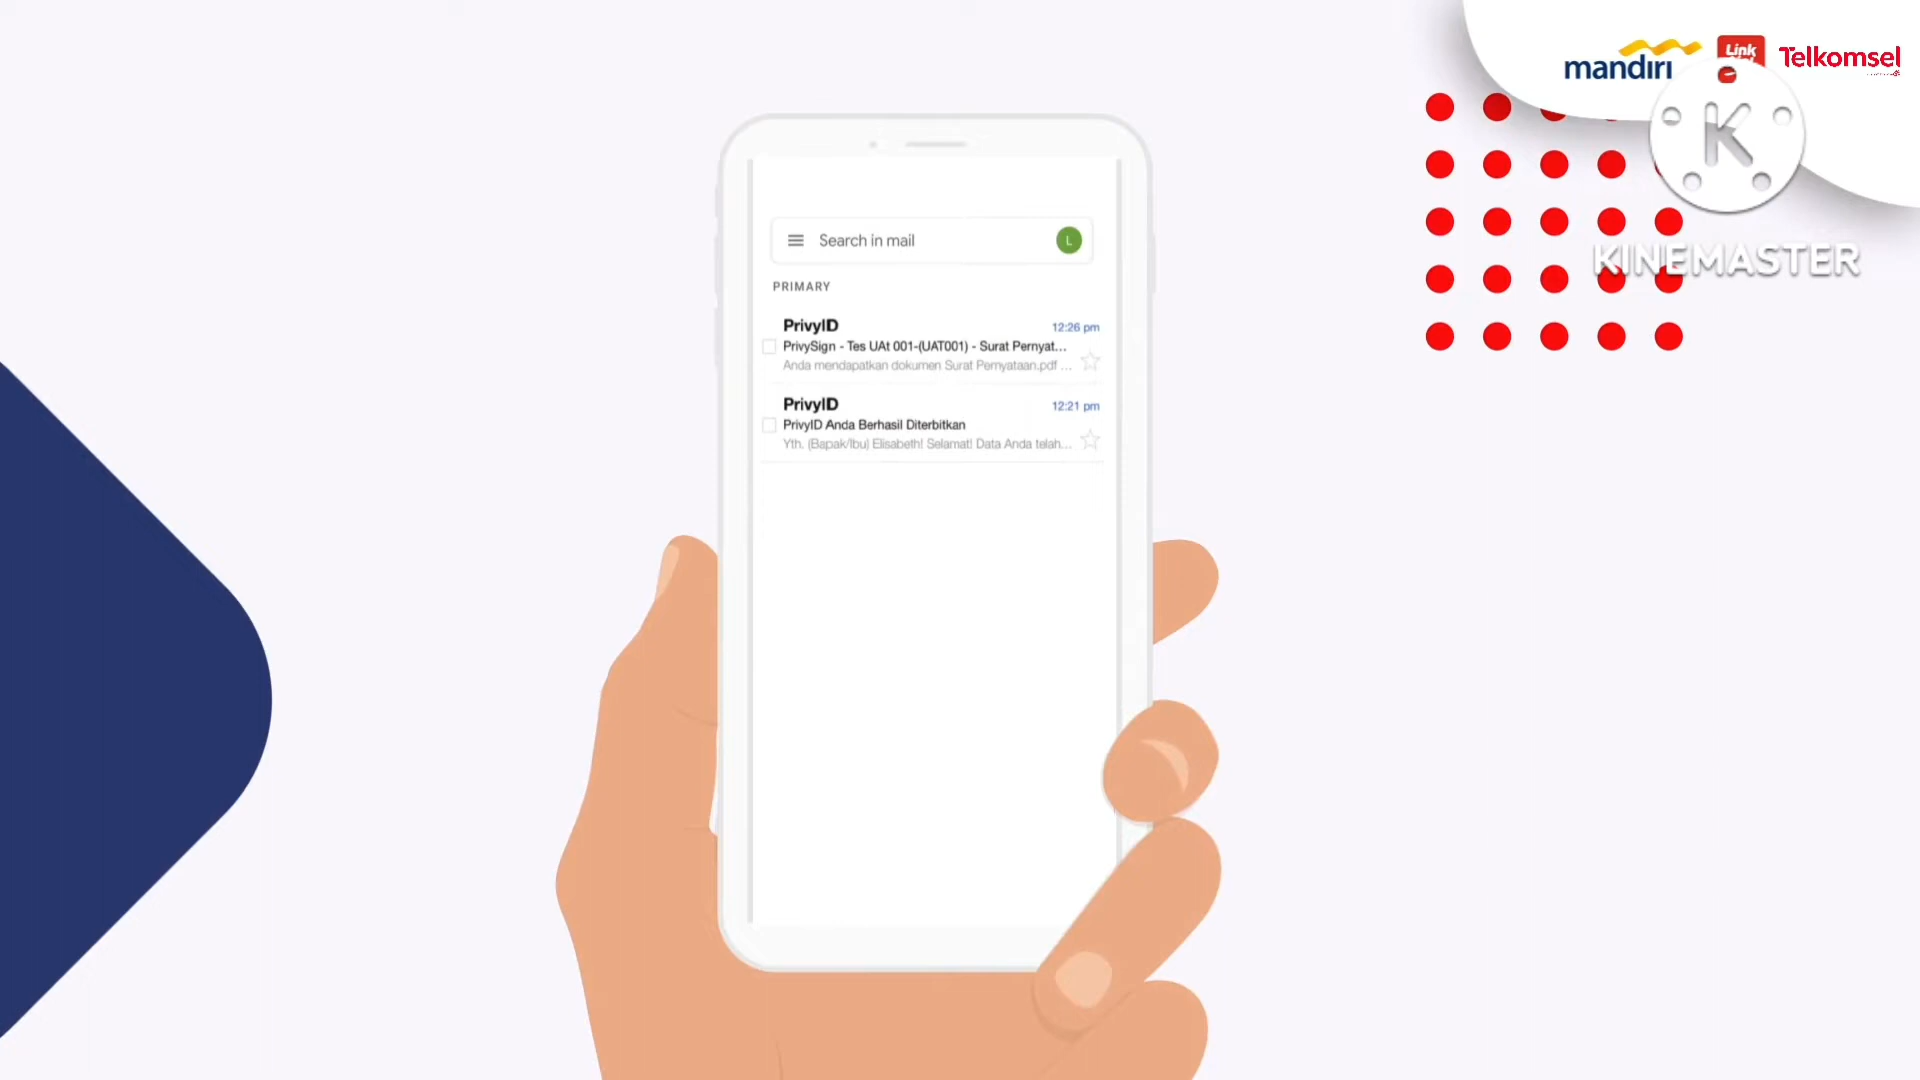 mandiri
Link
Telkomsel
K
KINEMASTER
Search in mail
L
PRIMARY
PrivyID
12:26 pm
PrivySign - Tes UAt 001-(UAT001) - Surat Pernyat...
Anda mendapatkan dokumen Surat Pernyataan.pdf ...
PrivyID
12:21 pm
PrivyID Anda Berhasil Diterbitkan
Yth. (Bapak/Ibu) Elisabeth! Selamat! Data Anda telah...